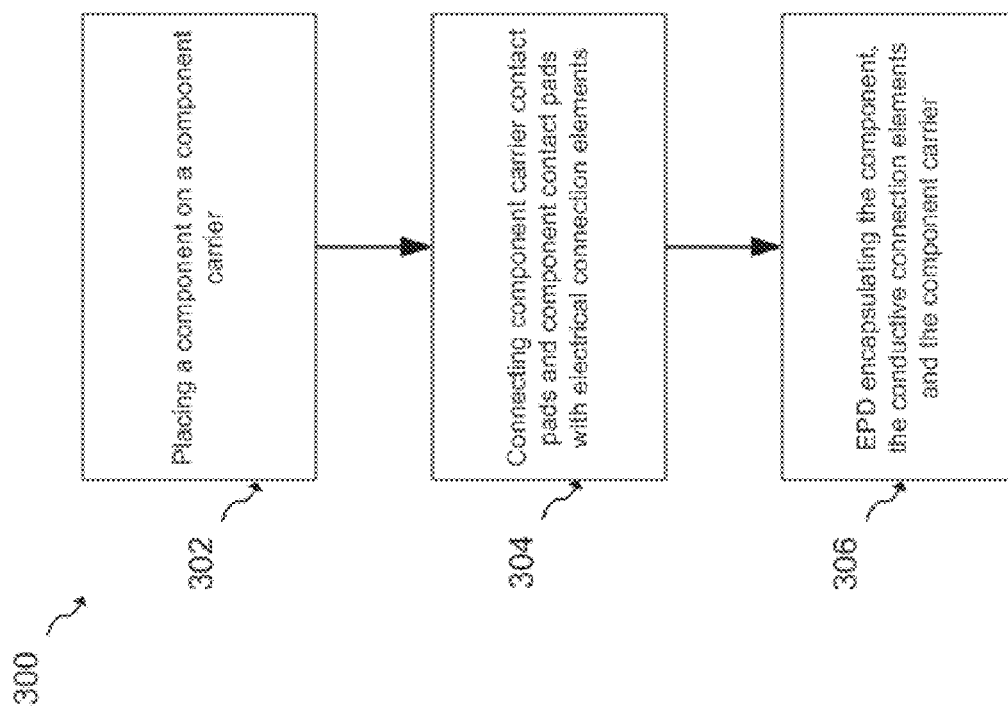 300
302
Placing a component on a component
carrier
304
Connecting component carrier contact
pads and component contact pads
with electrical connection elements
306
EPD encapsulating the component,
the conductive connection elements
and the component carrier